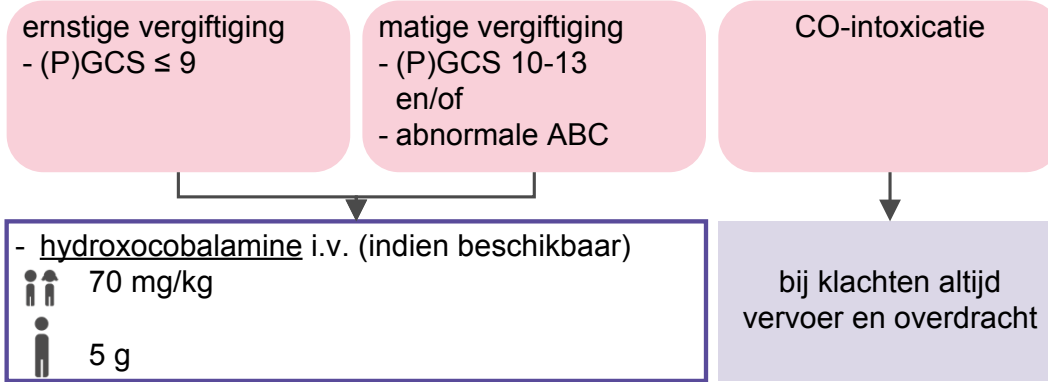 ernstige vergiftiging
- (P)GCS ≤ 9
matige vergiftiging
- (P)GCS 10-13
en/of
- abnormale ABC
CO-intoxicatie
- hydroxocobalamine i.v. (indien beschikbaar)
70 mg/kg
5 g
bij klachten altijd
vervoer en overdracht